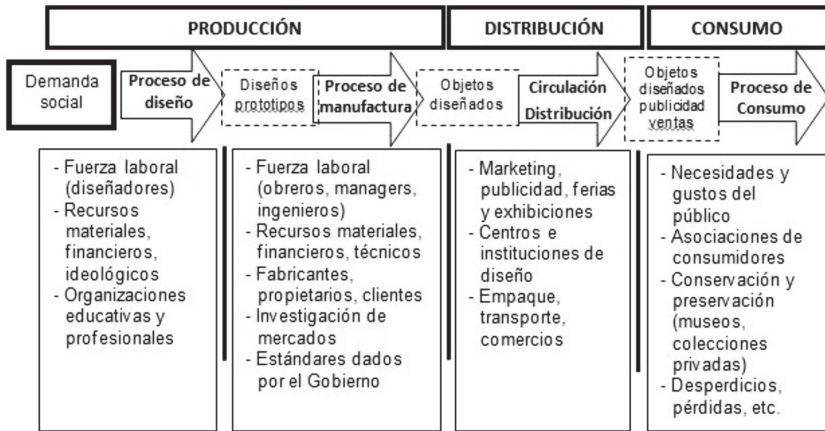 PRODUCCIÓN
DISTRIBUCIÓN
CONSUMO
Demanda
social
Proceso de
diseño
Diseños
prototipos
Proceso de
manufactura
Objetos
diseñados
Circulación
Distribución
Objetos
diseñados
publicidad
ventas
Proceso de
Consumo
- Fuerza laboral
(diseñadores)
- Recursos
materiales,
financieros,
ideológicos
- Organizaciones
educativas y
profesionales
- Fuerza laboral
(obreros, managers,
ingenieros)
- Recursos materiales,
financieros, técnicos
- Fabricantes,
propietarios, clientes
- Investigación de
mercados
- Estándares dados
por el Gobierno
- Marketing,
publicidad, ferias
y exhibiciones
- Centros e
instituciones de
diseño
- Empaque,
transporte,
comercios
- Necesidades y
gustos del
público
- Asociaciones de
consumidores
- Conservación y
preservación
(museos,
colecciones
privadas)
- Desperdicios,
pérdidas, etc.